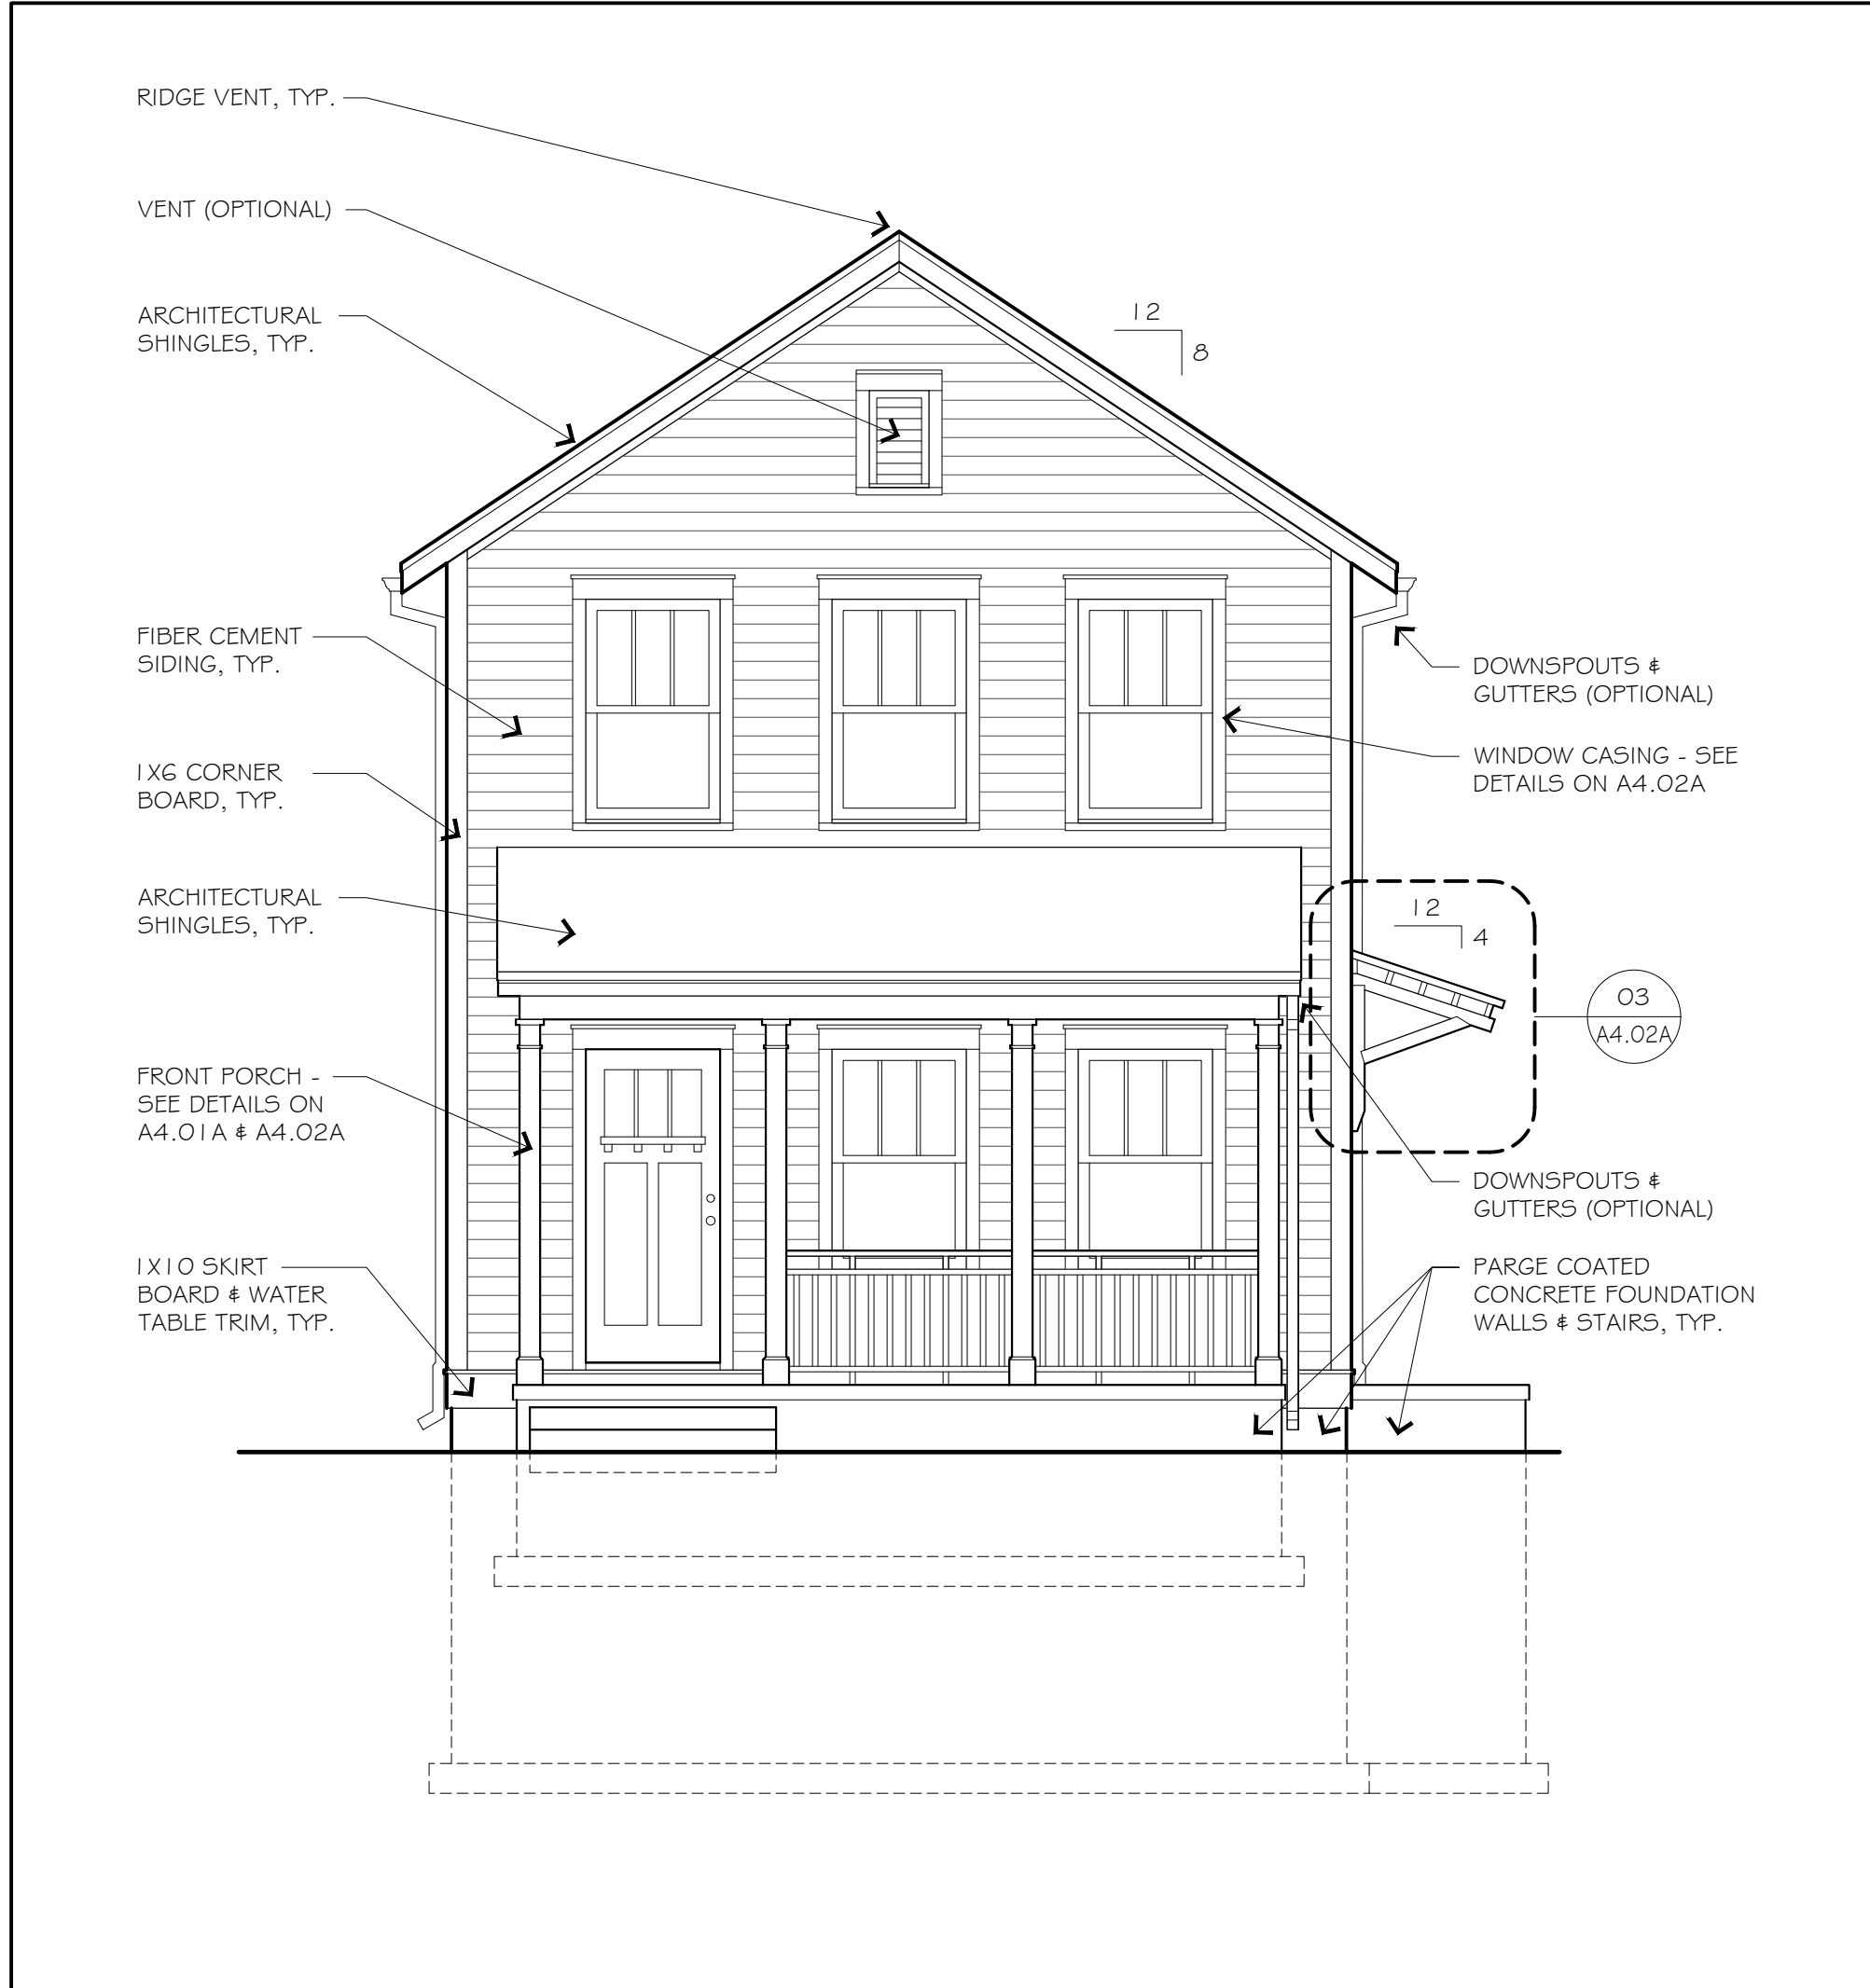 RIDGE VENT, TYP.
VENT (OPTIONAL)
ARCHITECTURAL
SHINGLES, TYP.
12
8
FIBER CEMENT
SIDING, TYP.
DOWNSPOUTS &
GUTTERS (OPTIONAL)
WINDOW CASING - SEE
DETAILS ON A4.02A
1X6 CORNER
BOARD, TYP.
ARCHITECTURAL
SHINGLES, TYP.
12
4
03
A4.02A
FRONT PORCH -
SEE DETAILS ON
A4.01A & A4.02A
DOWNSPOUTS &
GUTTERS (OPTIONAL)
1X10 SKIRT
BOARD & WATER
TABLE TRIM, TYP.
PARGE COATED
CONCRETE FOUNDATION
WALLS & STAIRS, TYP.